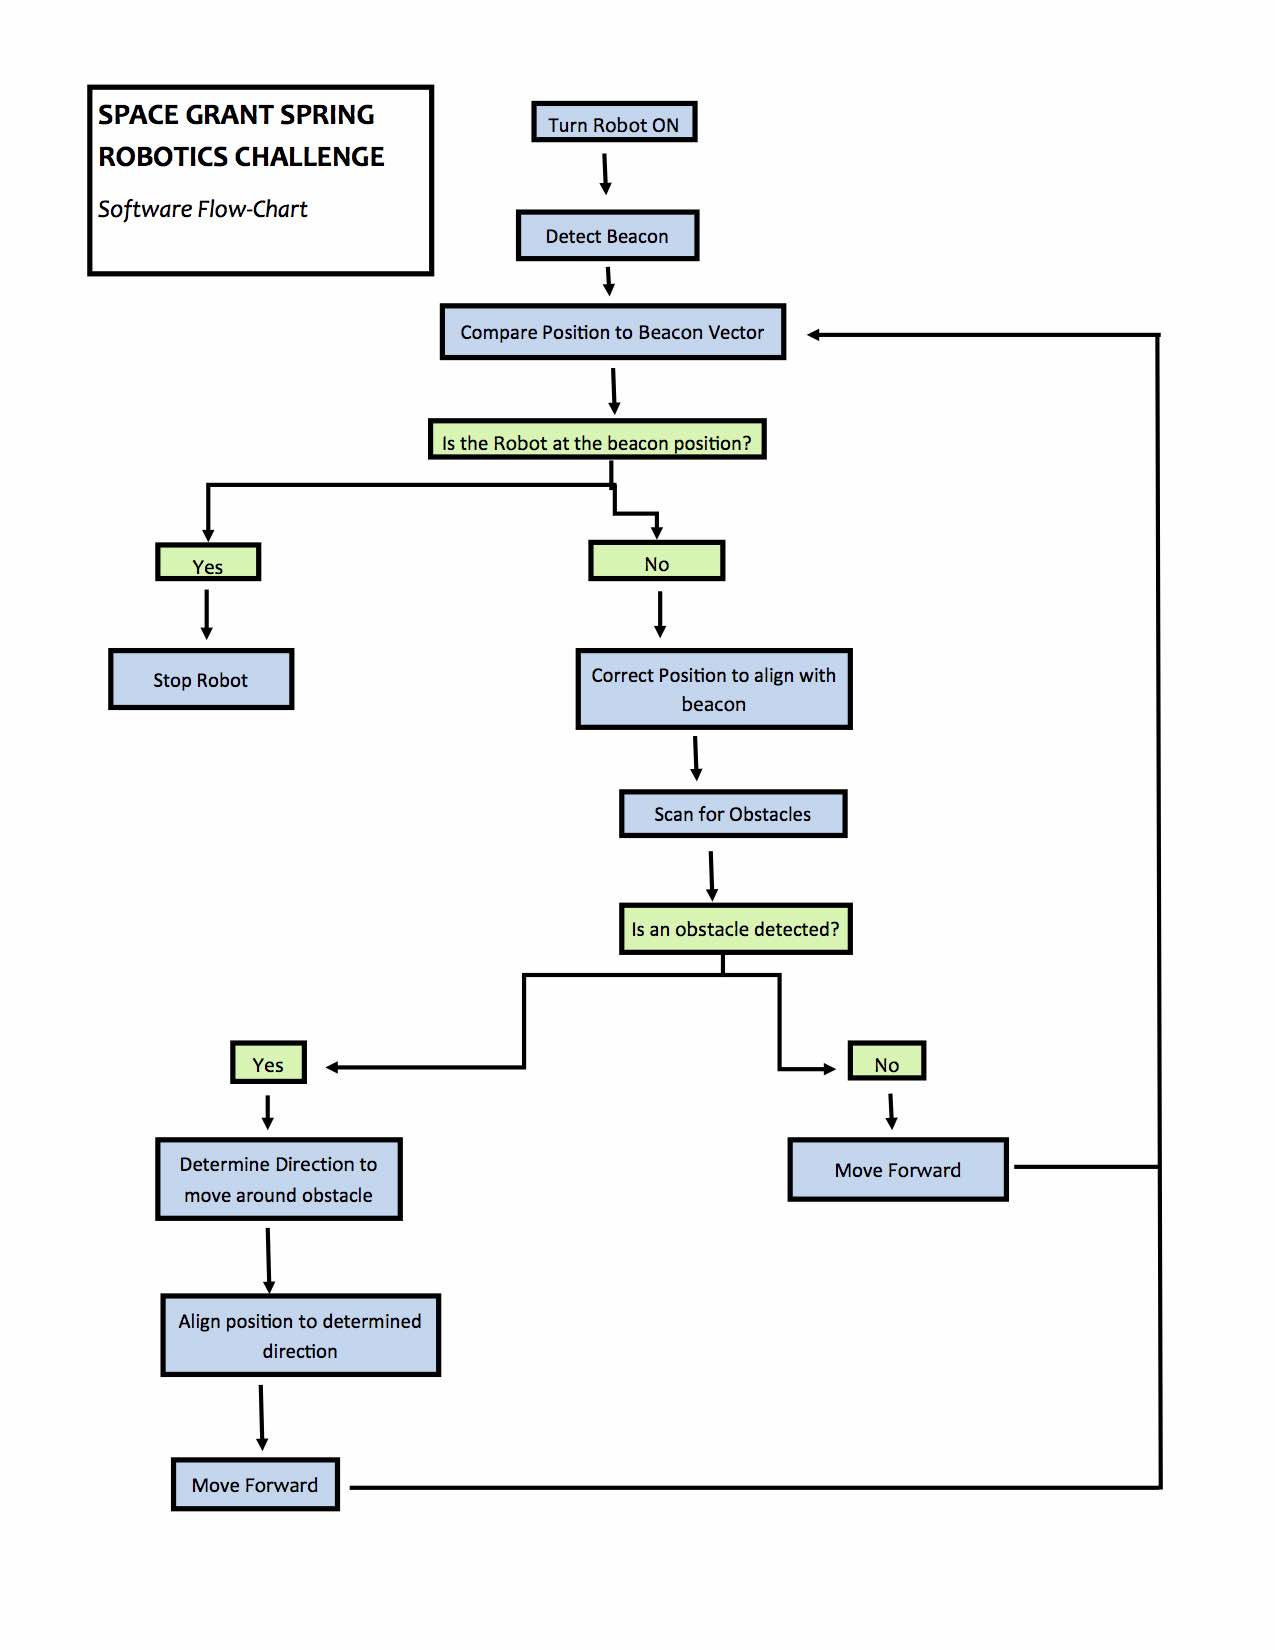 SPACE GRANT SPRING
ROBOTICS CHALLENGE
Software Flow-Chart
Turn Robot ON
Detect Beacon
Compare Position to Beacon Vector
Is the Robot at the beacon position?
Yes
No
Stop Robot
Correct Position to align with
beacon
Scan for Obstacles
Is an obstacle detected?
Yes
No
Determine Direction to
move around obstacle
Move Forward
Align position to determined
direction
Move Forward